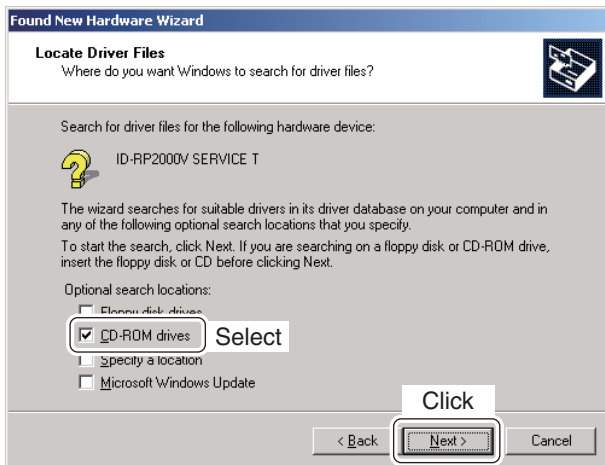 Found New Hardware Wizard
Locate Driver Files
Where do you want Windows to search for driver files?
Search for driver files for the following hardware device:
ID-RP2000V SERVICE T
The wizard searches for suitable drivers in its driver database on your computer and in
any of the following optional search locations that you specify.
To start the search, click Next. If you are searching on a floppy disk or CD-ROM drive,
insert the floppy disk or CD before clicking Next.
Optional search locations:
Floppy disk drives
CD-ROM drives Select
Specify a location
Microsoft Windows Update
Click
< Back Next > Cancel